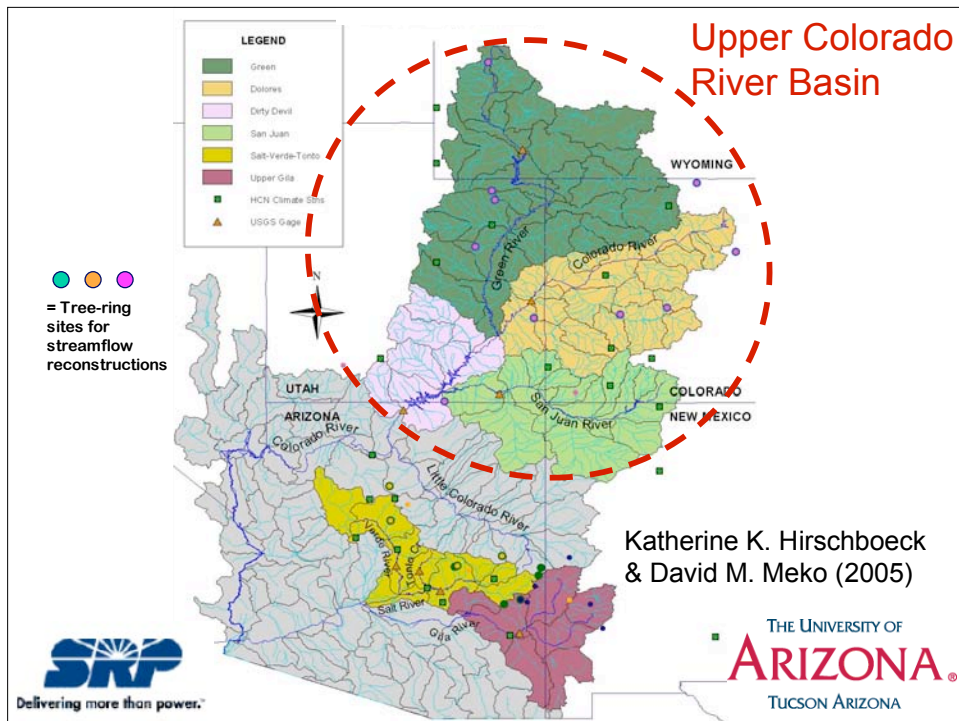 Upper Colorado
River Basin
LEGEND
Green
Dolores
Dirty Devil
San Juan
Salt-Verde-Tonto
Upper Gila
HCN Climate Stns
USGS Gage
WYOMING
Green River
Colorado River
N
= Tree-ring
sites for
streamflow
reconstructions
UTAH
COLORADO
ARIZONA
NEW MEXICO
San Juan River
Colorado River
Little Colorado River
Verde River
Tonto C
Salt River
Gila River
Katherine K. Hirschboeck
& David M. Meko (2005)
SRP
Delivering more than power.™
THE UNIVERSITY OF
ARIZONA®
TUCSON ARIZONA